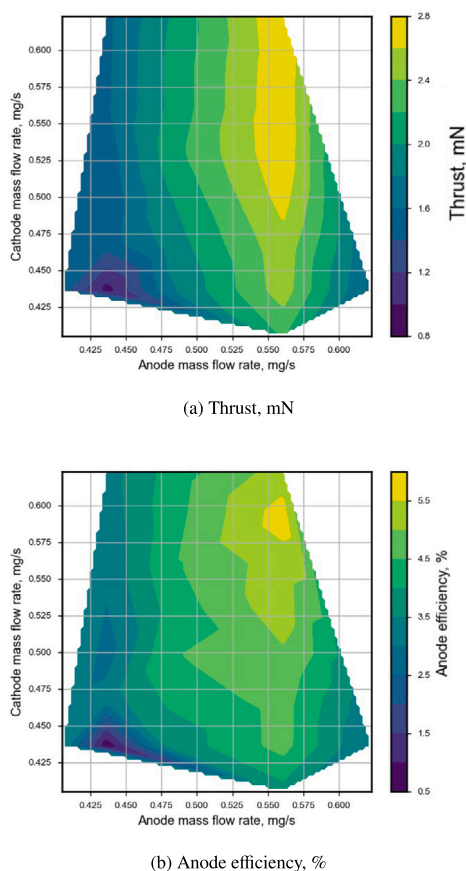 0.600
0.575
0.550
0.525
0.500
0.475
0.450
0.425
Cathode mass flow rate, mg/s
0.425 0.450 0.475 0.500 0.525 0.550 0.575 0.600
Anode mass flow rate, mg/s
2.8
2.4
2.0
1.6
1.2
0.8
Thrust, mN
(a) Thrust, mN
0.600
0.575
0.550
0.525
0.500
0.475
0.450
0.425
Cathode mass flow rate, mg/s
0.425 0.450 0.475 0.500 0.525 0.550 0.575 0.600
Anode mass flow rate, mg/s
5.5
4.5
3.5
2.5
1.5
0.5
Anode efficiency, %
(b) Anode efficiency, %